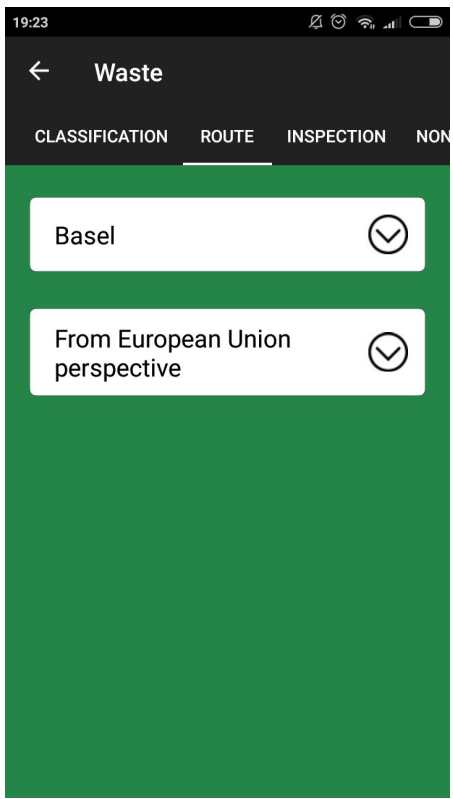 19:23
Waste
CLASSIFICATION ROUTE INSPECTION NON
Basel
From European Union
perspective